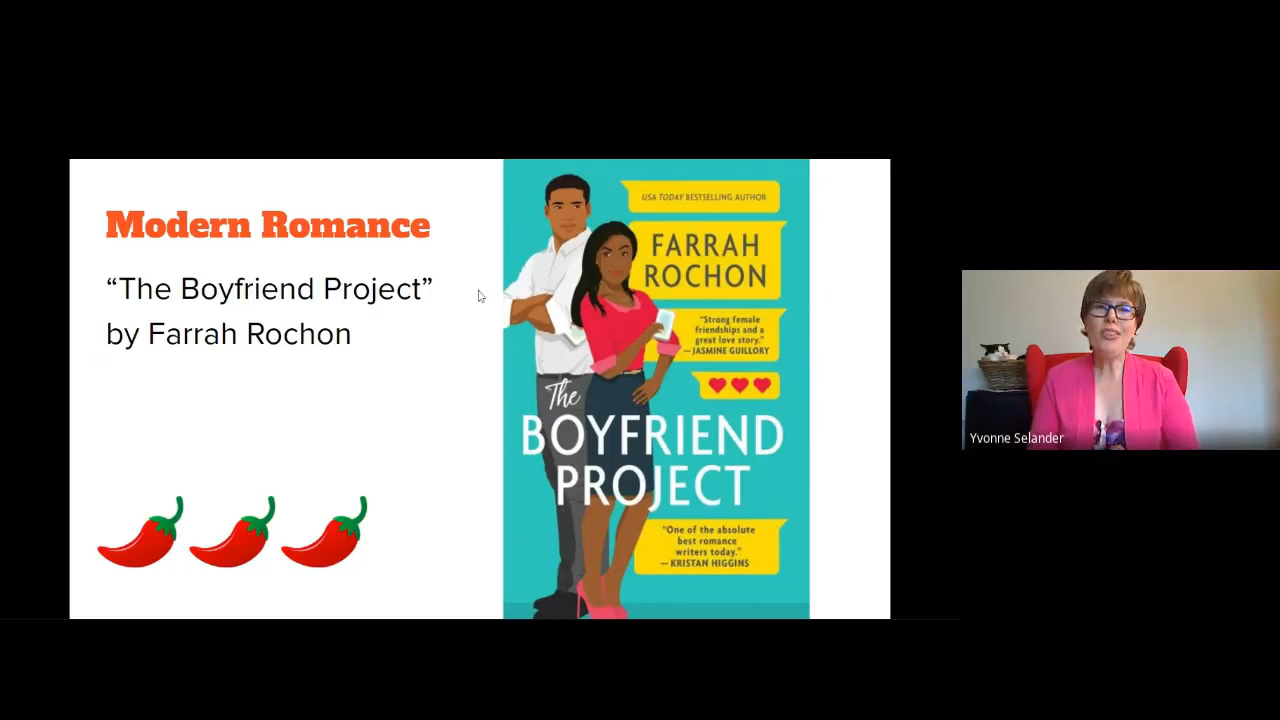 Modern Romance
“The Boyfriend Project”
by Farrah Rochon
USA TODAY BESTSELLING AUTHOR
FARRAH
ROCHON
“Strong female
friendships and a
great love story.”
— JASMINE GUILLORY
The
BOYFRIEND
PROJECT
“One of the absolute
best romance
writers today.”
— KRISTAN HIGGINS
Yvonne Selander